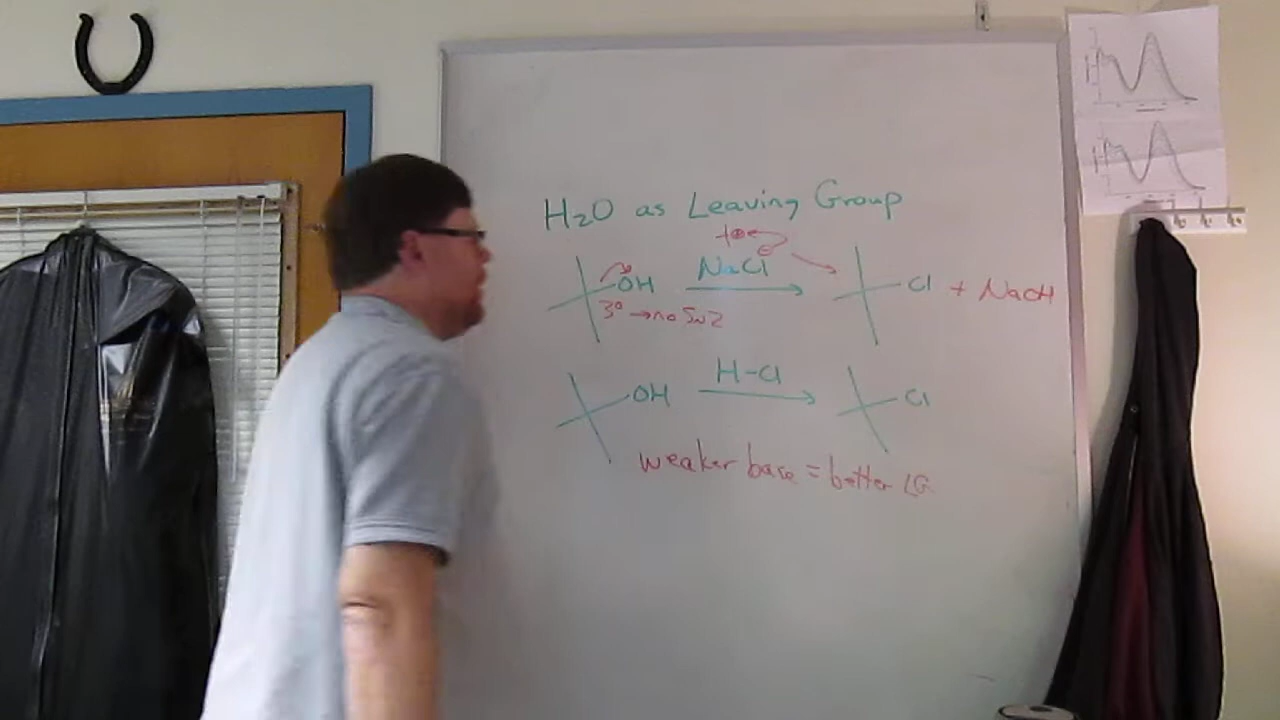 H2O as Leaving Group
OH NaCl Cl + NaOH
3° → no SN2
OH H-Cl Cl
weaker base = better LG